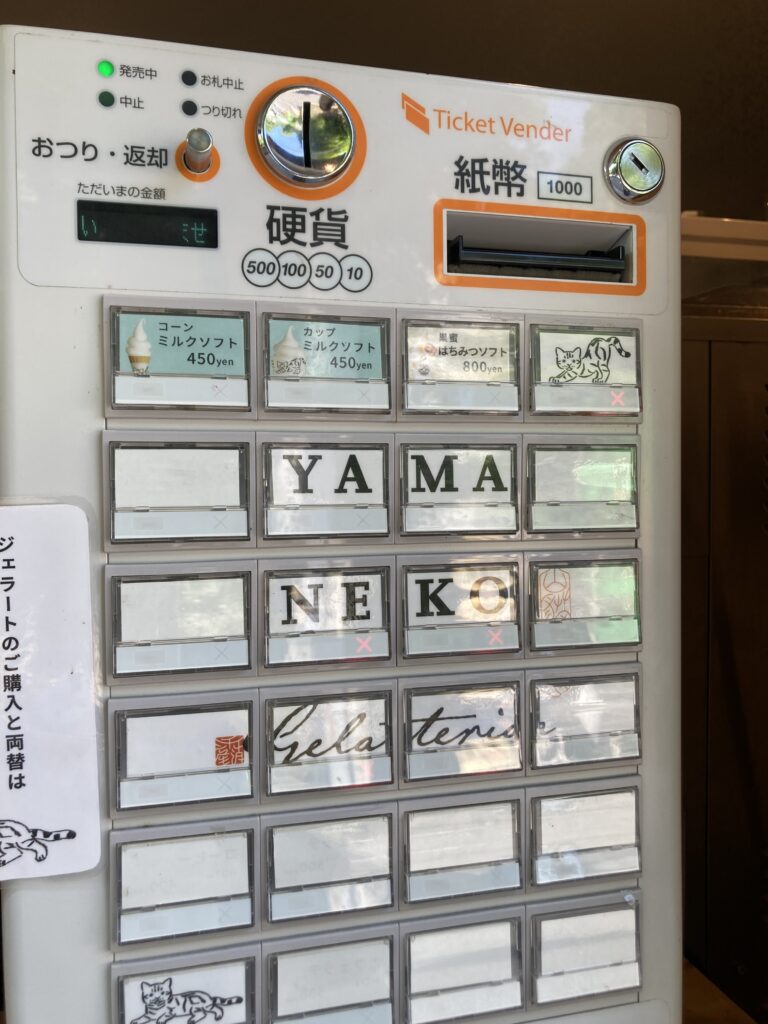 発売中
お札中止
中止
つり切れ
おつり・返却
ただいまの金額
硬貨
500 100 50 10
Ticket Vender
紙幣 1000
コーン
ミルクソフト
450yen
カップ
ミルクソフト
450yen
黒蜜
はちみつソフト
800yen
YAMA
NEKO
Gelateria
ジェラートのご購入と両替は